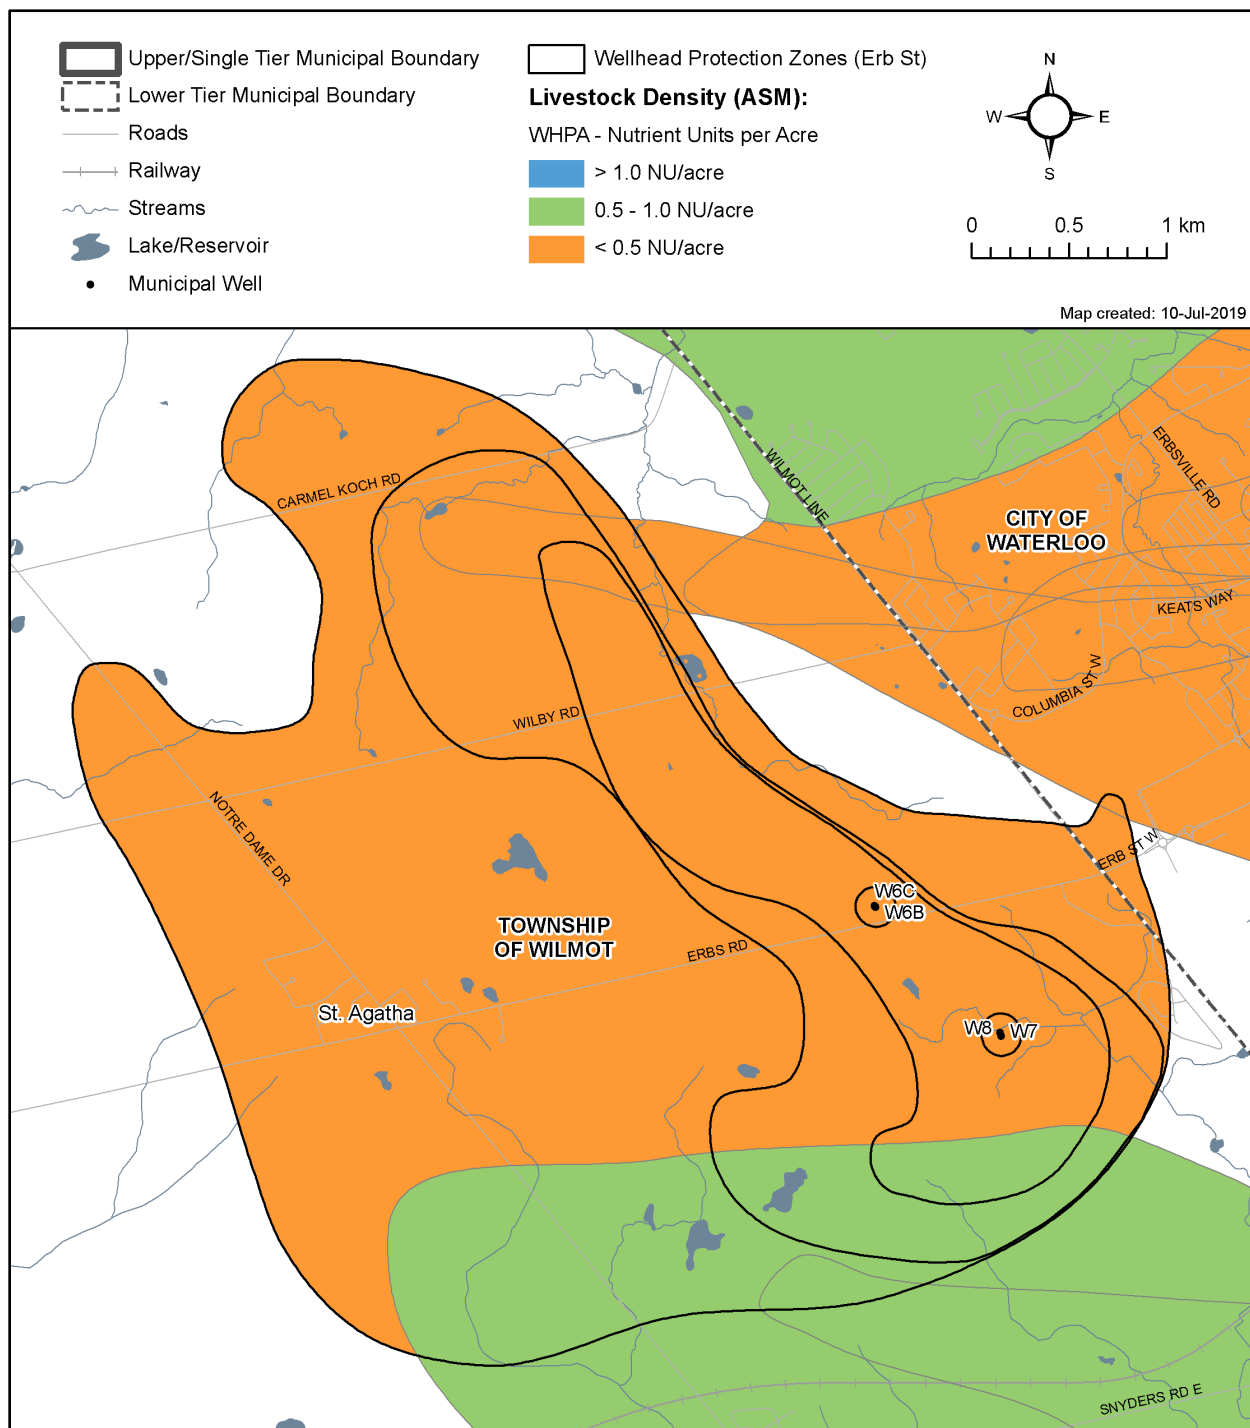 Upper/Single Tier Municipal Boundary
Lower Tier Municipal Boundary
Roads
Railway
Streams
Lake/Reservoir
Municipal Well
Wellhead Protection Zones (Erb St)
Livestock Density (ASM):
WHPA - Nutrient Units per Acre
> 1.0 NU/acre
0.5 - 1.0 NU/acre
< 0.5 NU/acre
N
W E
S
0 0.5 1 km
Map created: 10-Jul-2019
CARMEL KOCH RD
WILMOT LINE
ERBSVILLE RD
CITY OF
WATERLOO
KEATS WAY
COLUMBIA ST W
WILBY RD
NOTRE DAME DR
ERB ST W
W6C
W6B
TOWNSHIP
OF WILMOT
ERBS RD
St. Agatha
W8 W7
SNYDERS RD E